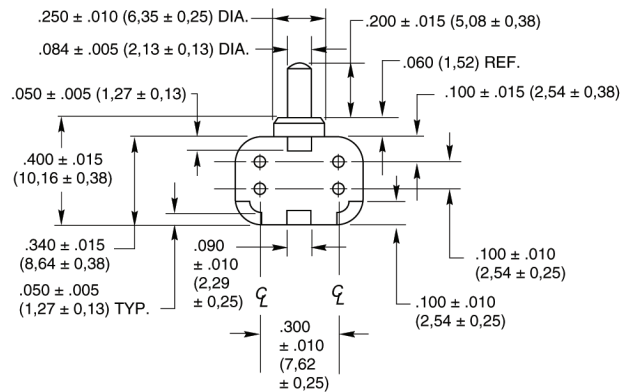 .250 ± .010 (6,35 ± 0,25) DIA.
.200 ± .015 (5,08 ± 0,38)
.084 ± .005 (2,13 ± 0,13) DIA.
.060 (1,52) REF.
.050 ± .005 (1,27 ± 0,13)
.100 ± .015 (2,54 ± 0,38)
.400 ± .015
(10,16 ± 0,38)
.340 ± .015
(8,64 ± 0,38)
.090
± .010
(2,29
± 0,25)
.100 ± .010
(2,54 ± 0,25)
.050 ± .005
(1,27 ± 0,13) TYP.
℄
℄
.100 ± .010
(2,54 ± 0,25)
.300
± .010
(7,62
± 0,25)